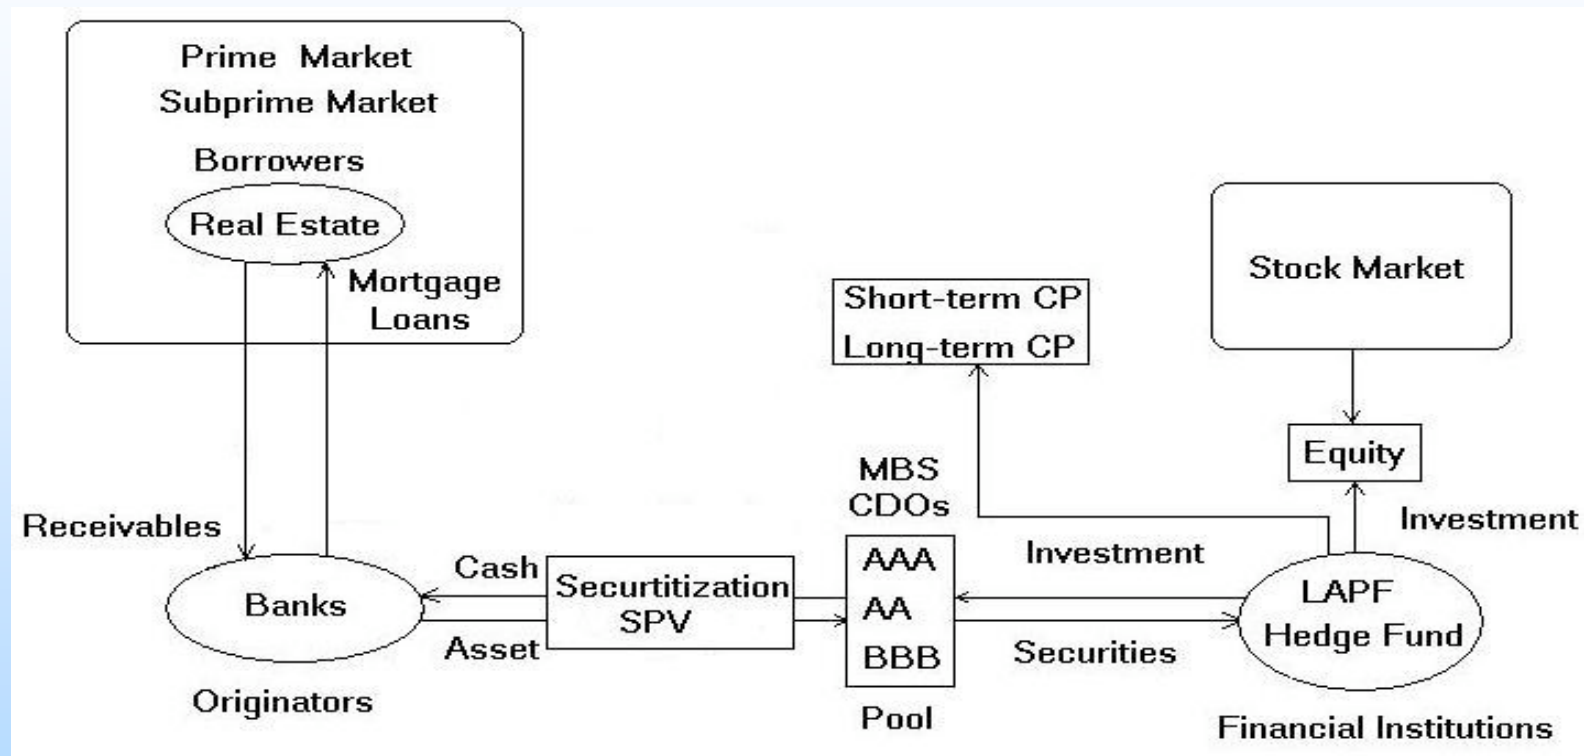 Prime Market
Subprime Market
Borrowers
Real Estate
Mortgage
Loans
Receivables
Banks
Originators
Cash
Asset
Securtitization
SPV
Short-term CP
Long-term CP
MBS
CDOs
AAA
AA
BBB
Pool
Investment
Securities
Stock Market
Equity
Investment
LAPF
Hedge Fund
Financial Institutions